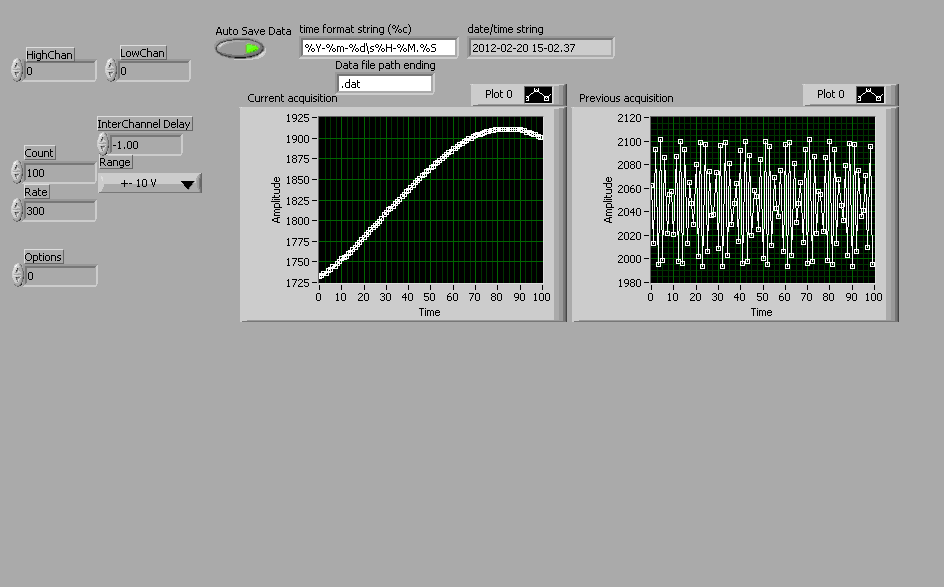 Auto Save Data
time format string (%c)
%Y-%m-%d\s%H-%M.%S
date/time string
2012-02-20 15-02.37
HighChan
0
LowChan
0
Data file path ending
.dat
InterChannel Delay
-1.00
Count
100
Range
+- 10 V
Rate
300
Options
0
Current acquisition
Plot 0
1925
1900
1875
1850
1825
1800
1775
1750
1725
Amplitude
0 10 20 30 40 50 60 70 80 90 100
Time
Previous acquisition
Plot 0
2120
2100
2080
2060
2040
2020
2000
1980
Amplitude
0 10 20 30 40 50 60 70 80 90 100
Time